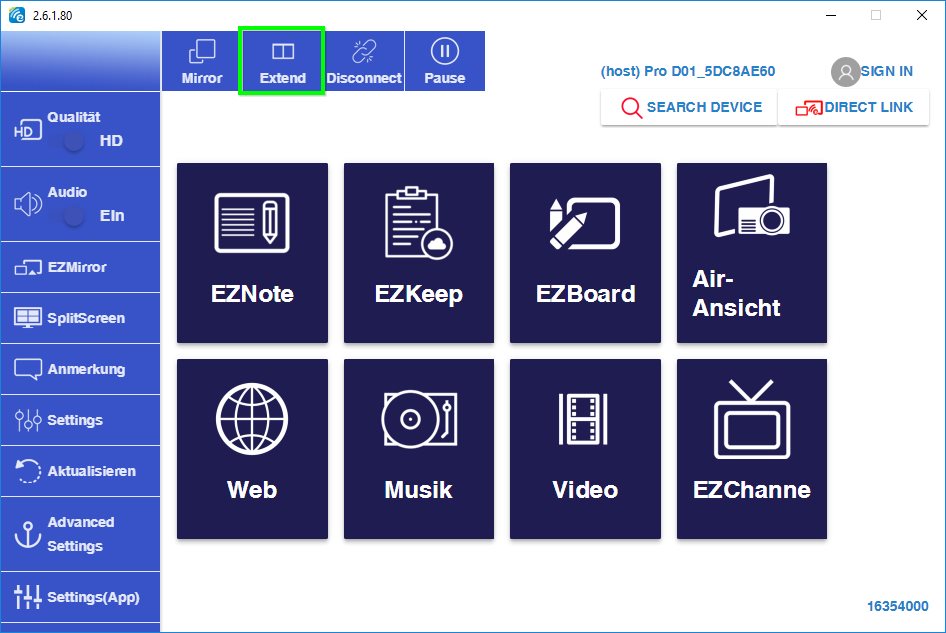 2.6.1.80
Mirror
Extend
Disconnect
Pause
(host) Pro D01_5DC8AE60
SIGN IN
SEARCH DEVICE
DIRECT LINK
HD
Qualität
HD
Audio
EIn
EZMirror
SplitScreen
Anmerkung
Settings
Aktualisieren
Advanced
Settings
Settings(App)
EZNote
EZKeep
EZBoard
Air-
Ansicht
Web
Musik
Video
EZChanne
16354000